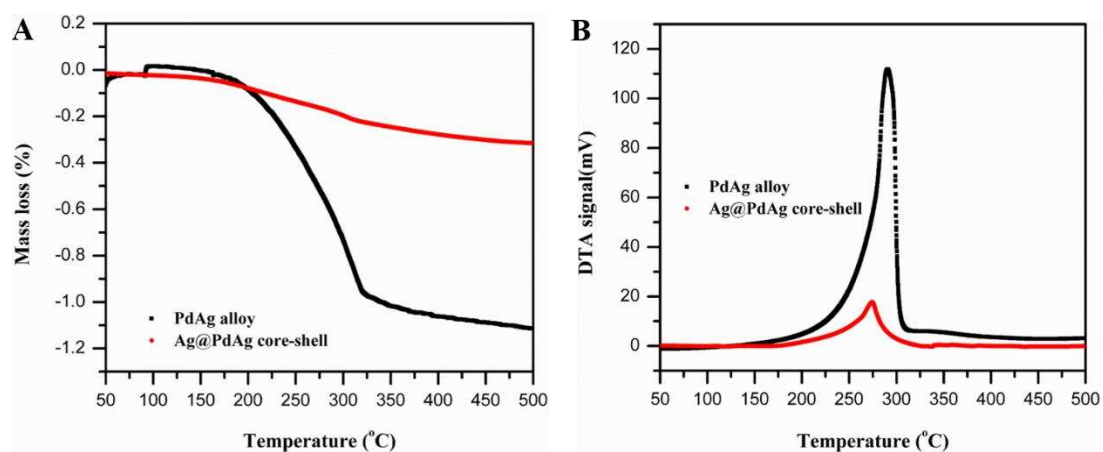 A
Mass loss (%)
0.2
0.0
-0.2
-0.4
-0.6
-0.8
-1.0
-1.2
PdAg alloy
Ag@PdAg core-shell
50 100 150 200 250 300 350 400 450 500
Temperature (°C)
B
DTA signal(mV)
120
100
80
60
40
20
0
PdAg alloy
Ag@PdAg core-shell
50 100 150 200 250 300 350 400 450 500
Temperature (°C)